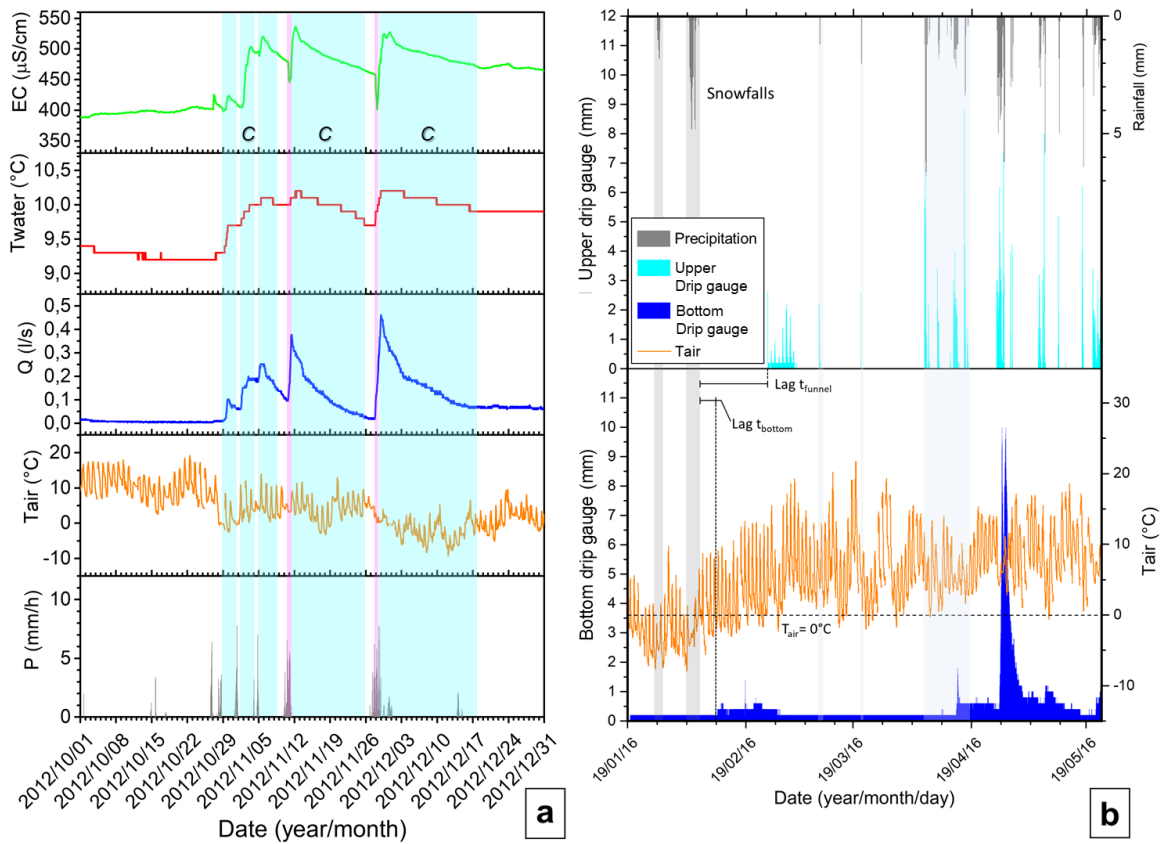 EC (µS/cm)
550
500
450
400
350
C
C
C
Twater (°C)
10,5
10,0
9,5
9,0
Q (l/s)
0,5
0,4
0,3
0,2
0,1
0,0
Tair (°C)
20
10
0
-10
P (mm/h)
10
5
0
2012/10/01
2012/10/08
2012/10/15
2012/10/22
2012/10/29
2012/11/05
2012/11/12
2012/11/19
2012/11/26
2012/12/03
2012/12/10
2012/12/17
2012/12/24
2012/12/31
Date (year/month)
a
Upper drip gauge (mm)
12
11
10
9
8
7
6
5
4
3
2
1
0
Rainfall (mm)
0
5
Snowfalls
Precipitation
Upper
Drip gauge
Bottom
Drip gauge
Tair
Lag tfunnel
Lag tbottom
Bottom drip gauge (mm)
11
10
9
8
7
6
5
4
3
2
1
0
Tair (°C)
30
20
10
0
-10
Tair= 0°C
19/01/16
19/02/16
19/03/16
19/04/16
19/05/16
Date (year/month/day)
b